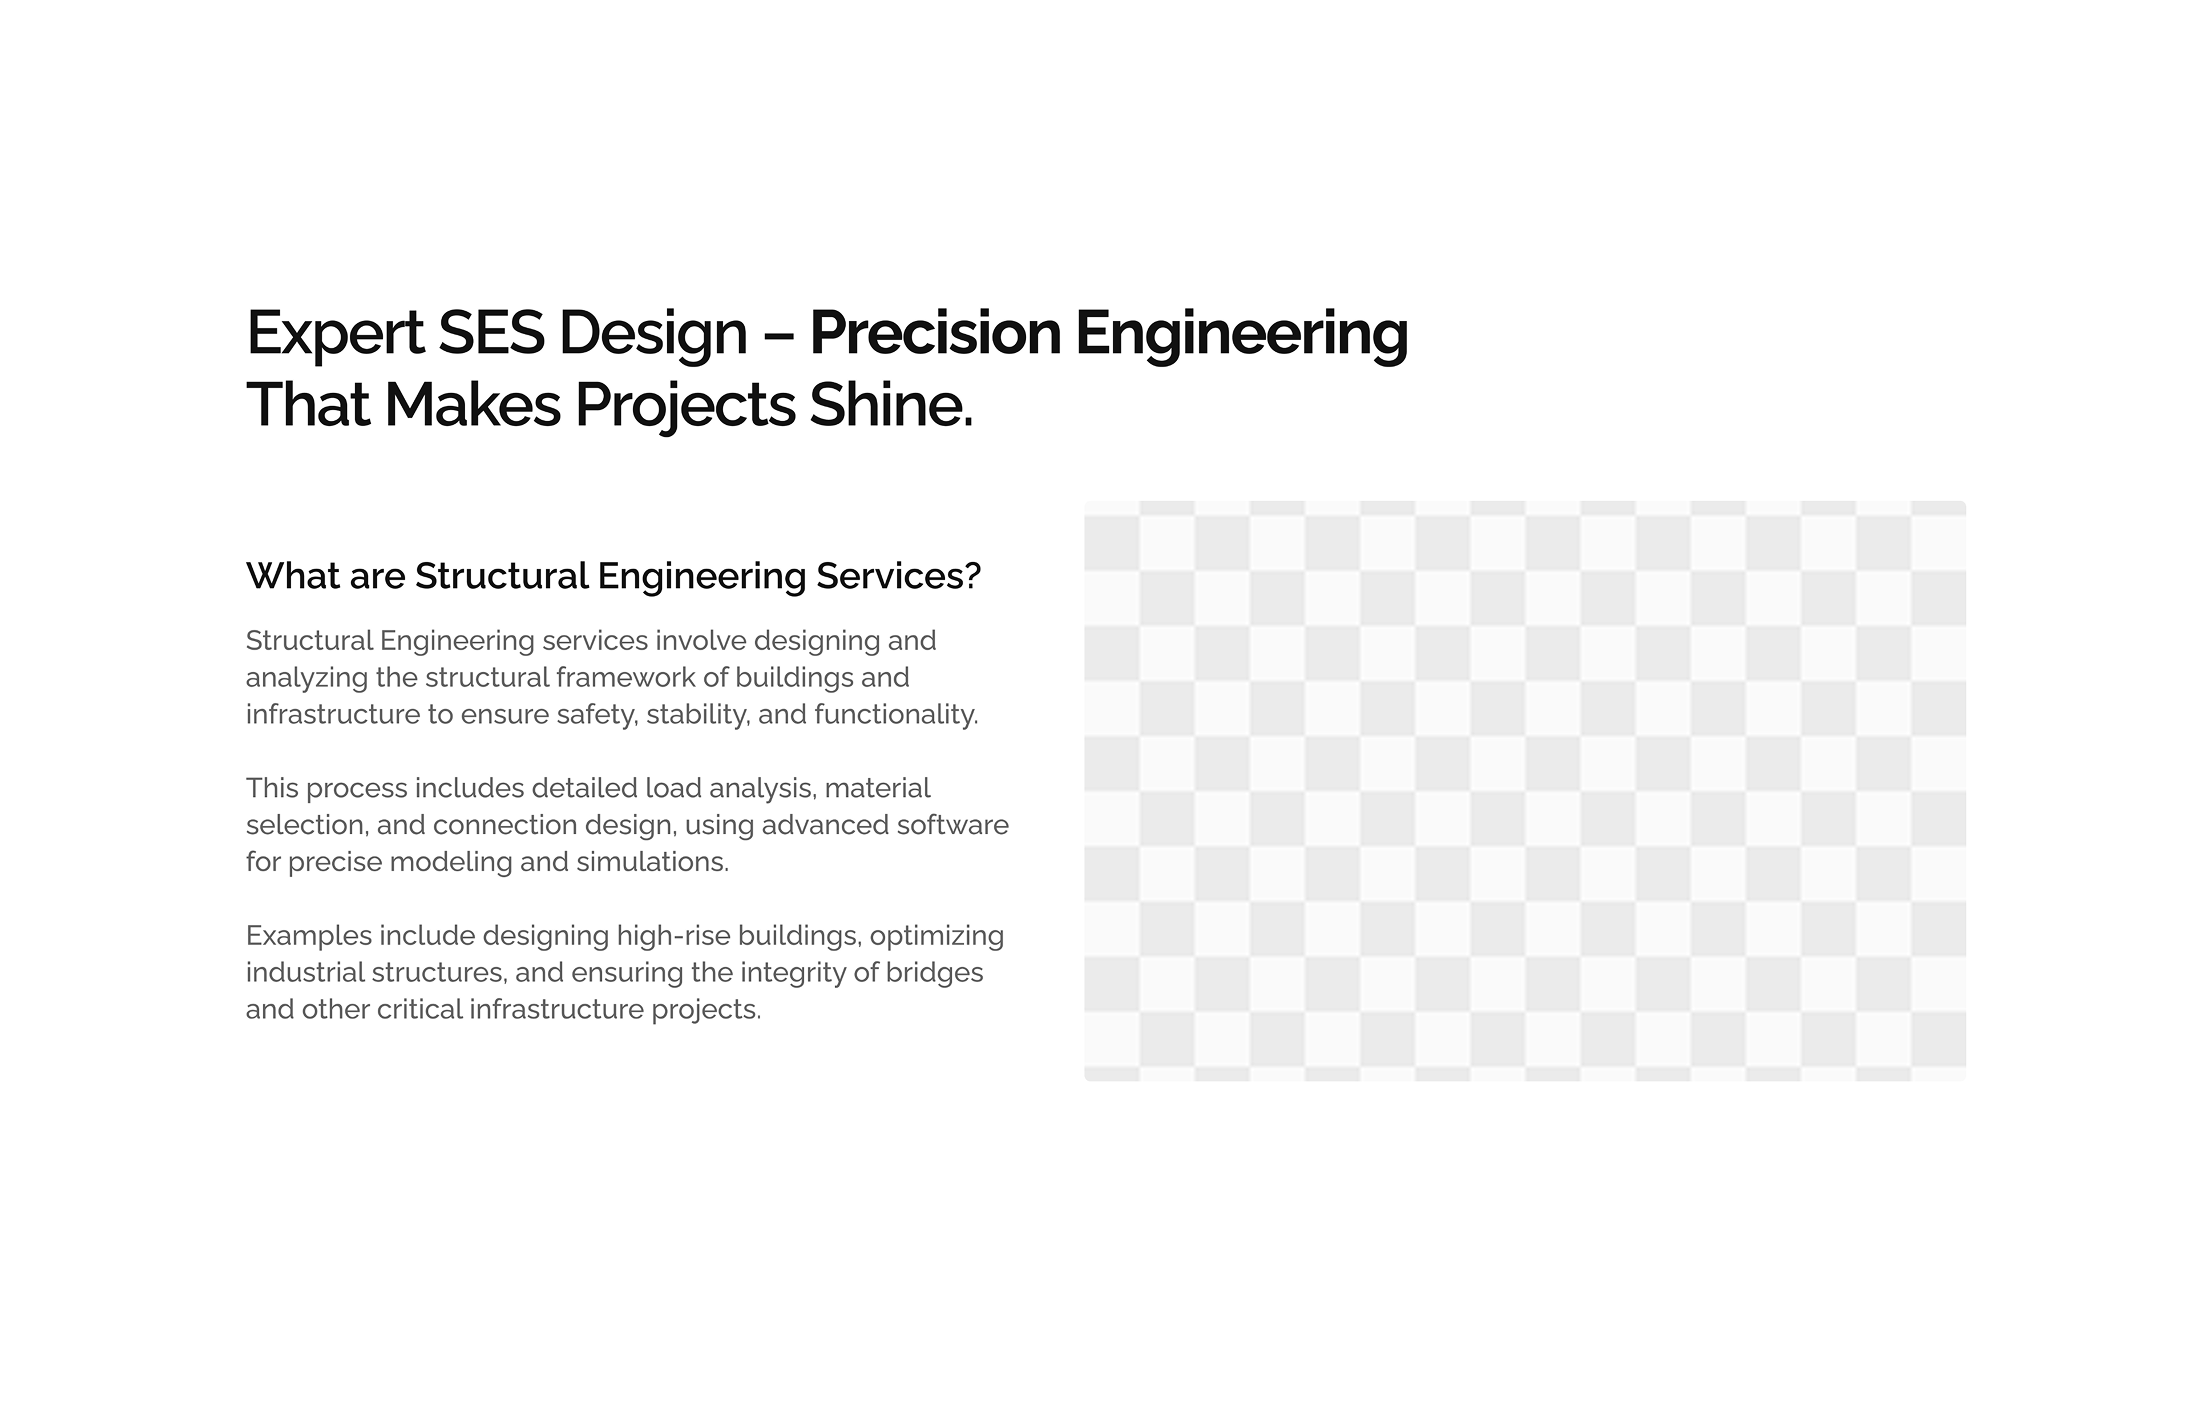 Expert SES Design – Precision Engineering
That Makes Projects Shine.
What are Structural Engineering Services?
Structural Engineering services involve designing and
analyzing the structural framework of buildings and
infrastructure to ensure safety, stability, and functionality.
This process includes detailed load analysis, material
selection, and connection design, using advanced software
for precise modeling and simulations.
Examples include designing high-rise buildings, optimizing
industrial structures, and ensuring the integrity of bridges
and other critical infrastructure projects.